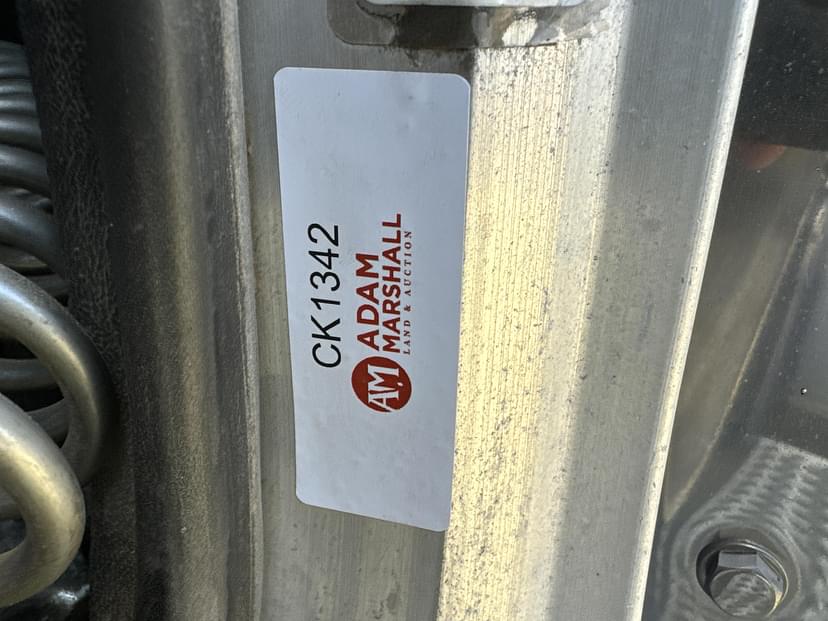 CK1342
AM
ADAM
MARSHALL
LAND & AUCTION